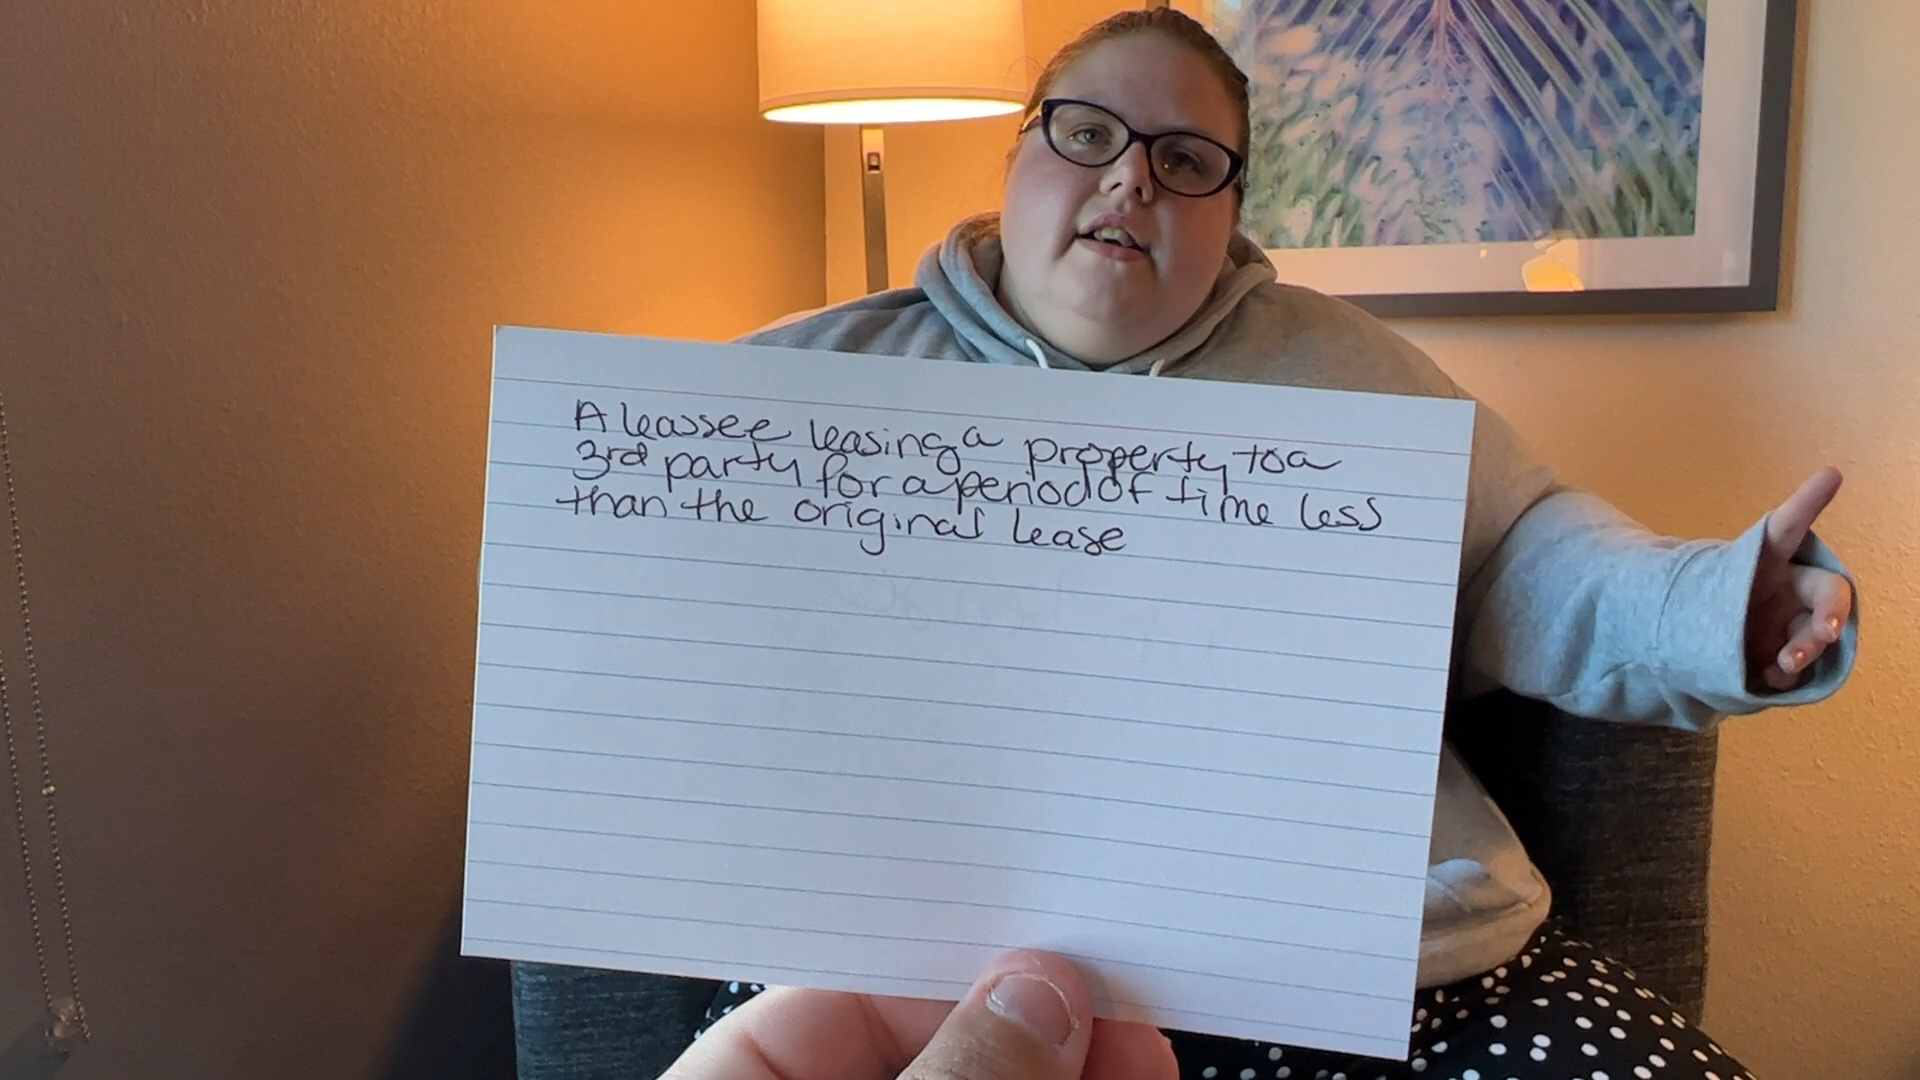 A leassee leasing a property to a
3rd party for a period of time less
than the original lease